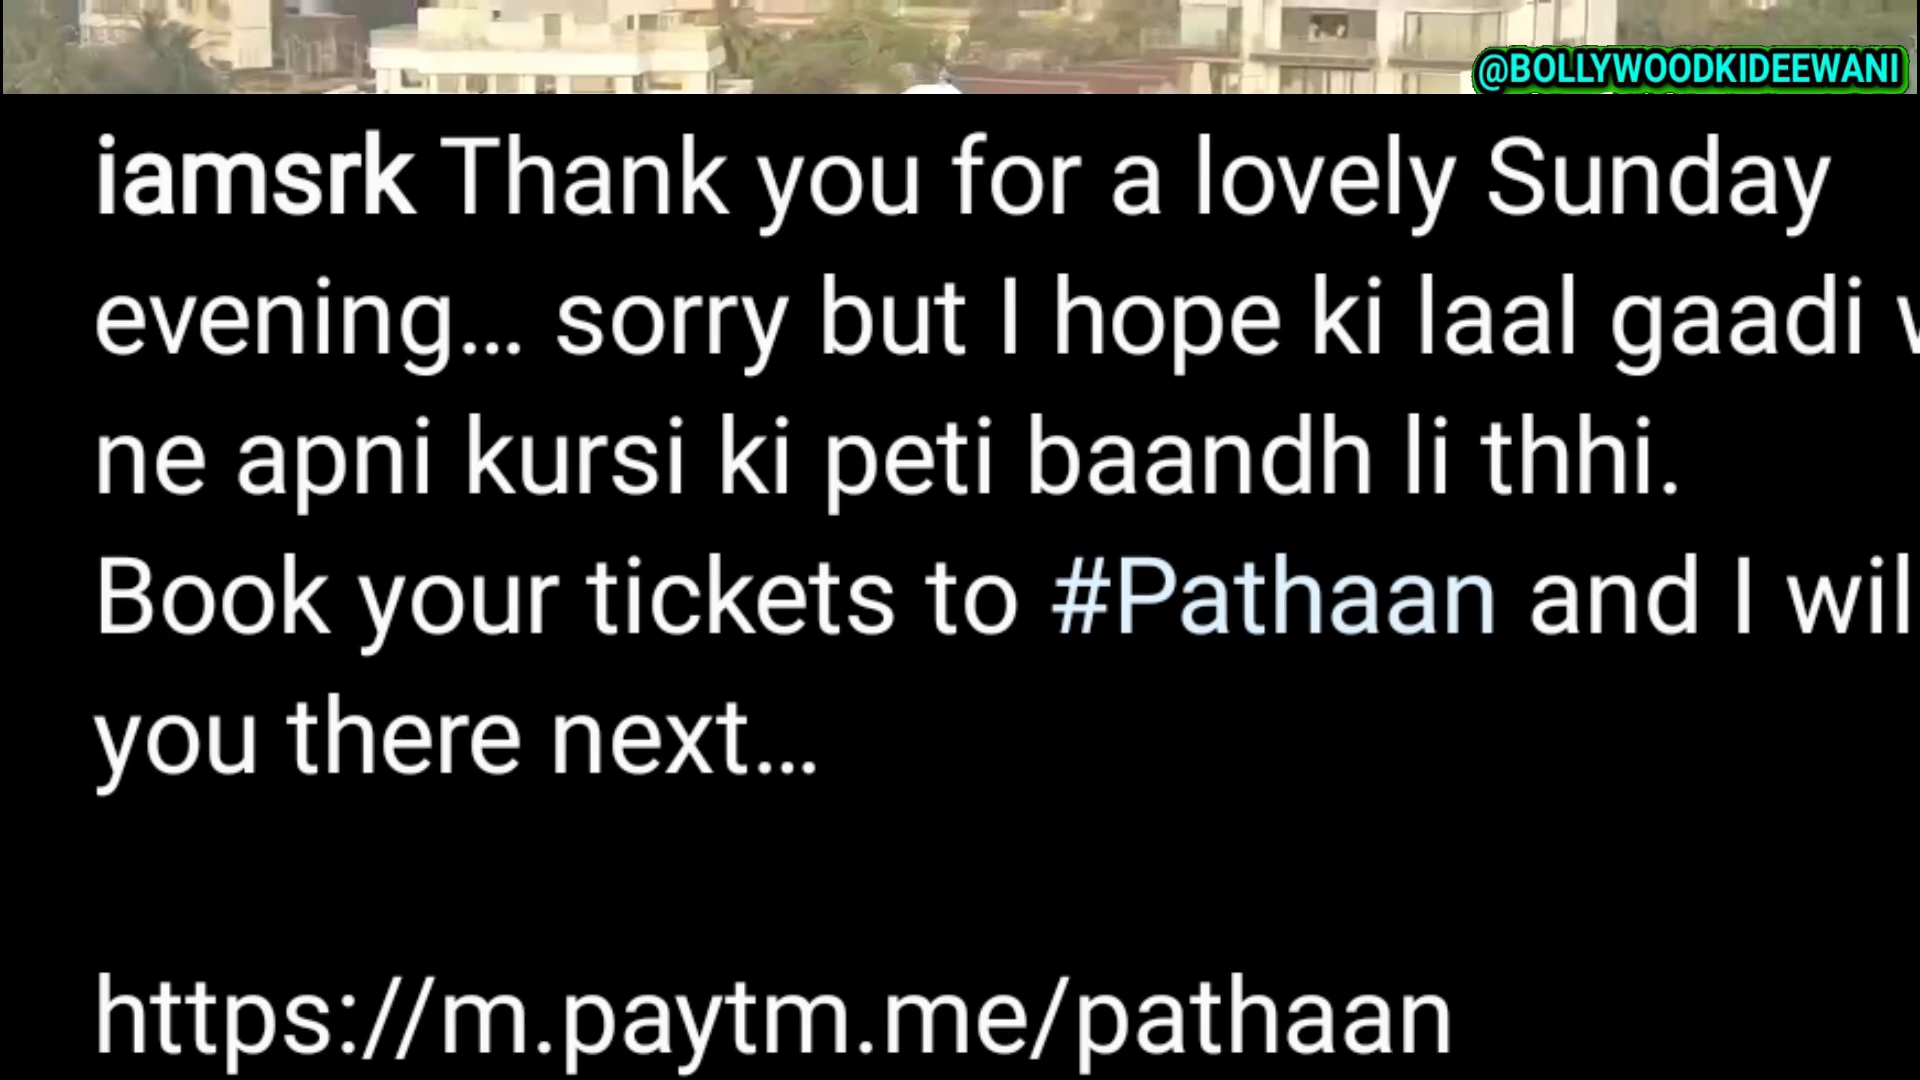 @BOLLYWOODKIDEEWANI
iamsrk Thank you for a lovely Sunday
evening... sorry but I hope ki laal gaadi
ne apni kursi ki peti baandh li thhi.
Book your tickets to #Pathaan and I
you there next...
https://m.paytm.me/pathaan